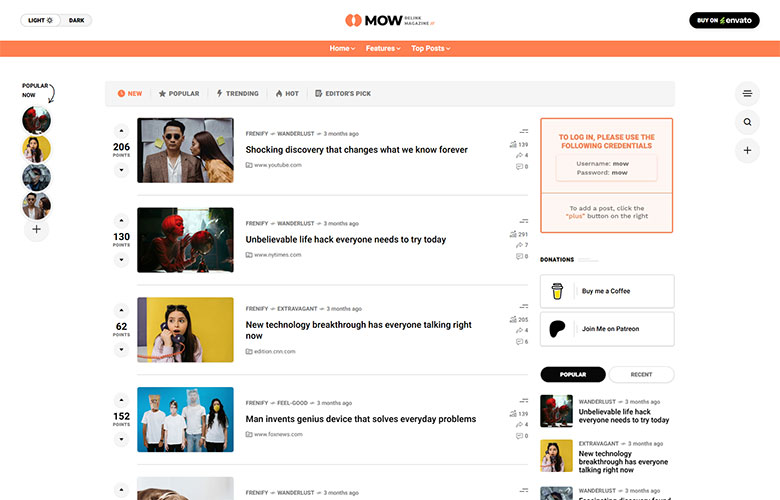 LIGHT DARK
MOW RELINK MAGAZINE
BUY ON envato
Home Features Top Posts
POPULAR NOW
NEW POPULAR TRENDING HOT EDITOR'S PICK
206 POINTS
FRENIFY WANDERLUST 3 months ago
Shocking discovery that changes what we know forever
www.youtube.com
139
4
0
130 POINTS
FRENIFY WANDERLUST 3 months ago
Unbelievable life hack everyone needs to try today
www.nytimes.com
291
7
0
62 POINTS
FRENIFY EXTRAVAGANT 3 months ago
New technology breakthrough has everyone talking right
now
edition.cnn.com
205
4
6
152 POINTS
FRENIFY FEEL-GOOD 3 months ago
Man invents genius device that solves everyday problems
www.foxnews.com
139
4
0
FRENIFY WANDERLUST 3 months ago
TO LOG IN, PLEASE USE THE
FOLLOWING CREDENTIALS
Username: mow
Password: mow
To add a post, click the
"plus" button on the right
DONATIONS
Buy me a Coffee
Join Me on Patreon
POPULAR RECENT
WANDERLUST 3 months ago
Unbelievable life hack
everyone needs to try today
EXTRAVAGANT 3 months ago
New technology
breakthrough has everyone
talking right now
WANDERLUST 3 months ago